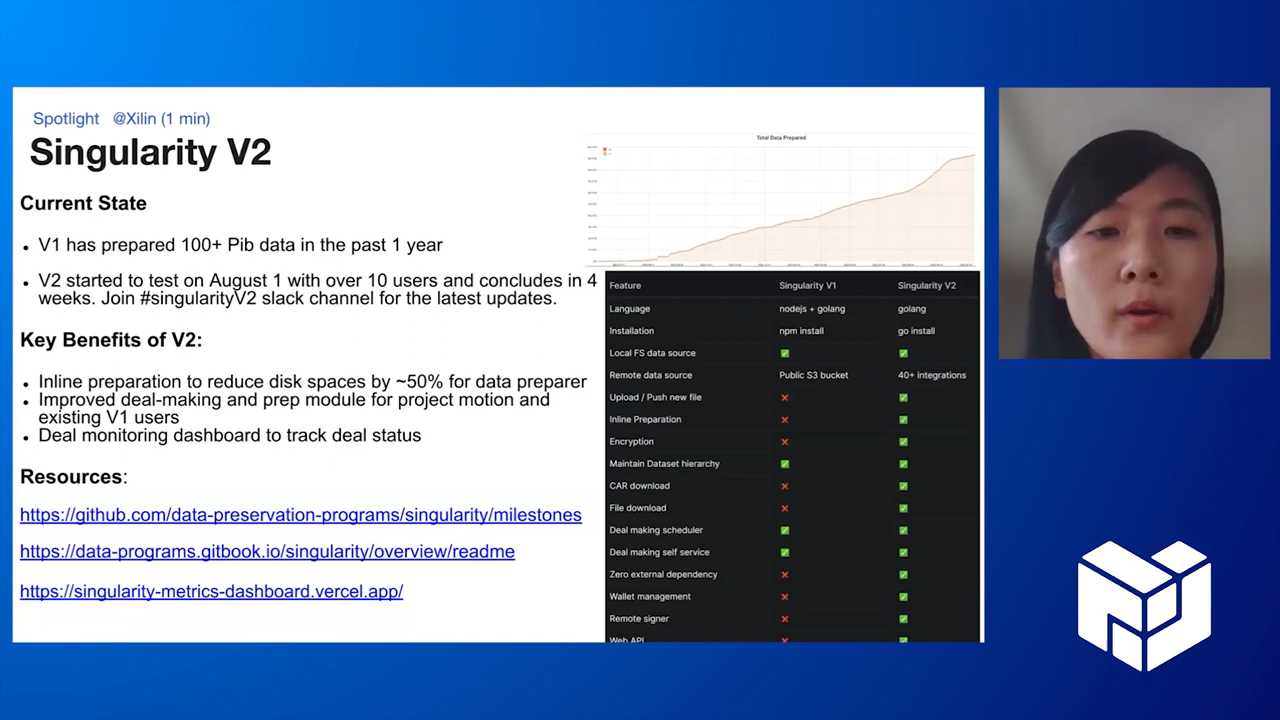 Spotlight @Xilin (1 min)
Singularity V2
Current State
• V1 has prepared 100+ Pib data in the past 1 year
• V2 started to test on August 1 with over 10 users and concludes in 4
weeks. Join #singularityV2 slack channel for the latest updates.
Key Benefits of V2:
• Inline preparation to reduce disk spaces by ~50% for data preparer
• Improved deal-making and prep module for project motion and
existing V1 users
• Deal monitoring dashboard to track deal status
Resources:
https://github.com/data-preservation-programs/singularity/milestones
https://data-programs.gitbook.io/singularity/overview/readme
https://singularity-metrics-dashboard.vercel.app/
Total Data Prepared
Feature Singularity V1 Singularity V2
Language nodejs + golang golang
Installation npm install go install
Local FS data source ✅ ✅
Remote data source Public S3 bucket 40+ integrations
Upload / Push new file ❌ ✅
Inline Preparation ❌ ✅
Encryption ❌ ✅
Maintain Dataset hierarchy ✅ ✅
CAR download ❌ ✅
File download ❌ ✅
Deal making scheduler ✅ ✅
Deal making self service ✅ ✅
Zero external dependency ❌ ✅
Wallet management ❌ ✅
Remote signer ❌ ✅
Web API ❌ ✅